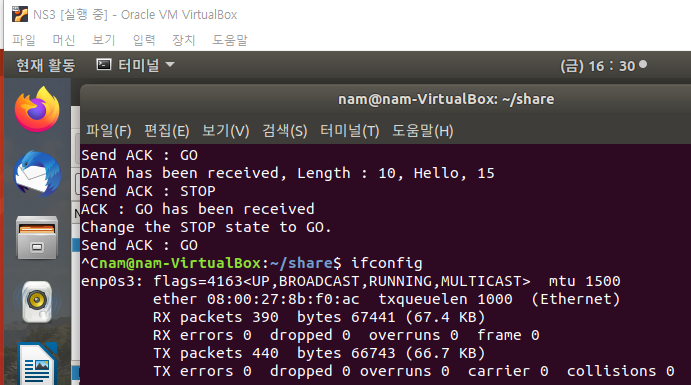 NS3 [실행 중] - Oracle VM VirtualBox
파일 머신 보기 입력 장치 도움말
현재 활동 터미널 (금) 16 : 30
nam@nam-VirtualBox: ~/share
파일(F) 편집(E) 보기(V) 검색(S) 터미널(T) 도움말(H)
Send ACK : GO
DATA has been received, Length : 10, Hello, 15
Send ACK : STOP
ACK : GO has been received
Change the STOP state to GO.
Send ACK : GO
^Cnam@nam-VirtualBox:~/share$ ifconfig
enp0s3: flags=4163<UP,BROADCAST,RUNNING,MULTICAST>  mtu 1500
        ether 08:00:27:8b:f0:ac  txqueuelen 1000  (Ethernet)
        RX packets 390  bytes 67441 (67.4 KB)
        RX errors 0  dropped 0  overruns 0  frame 0
        TX packets 440  bytes 66743 (66.7 KB)
        TX errors 0  dropped 0 overruns 0  carrier 0  collisions 0